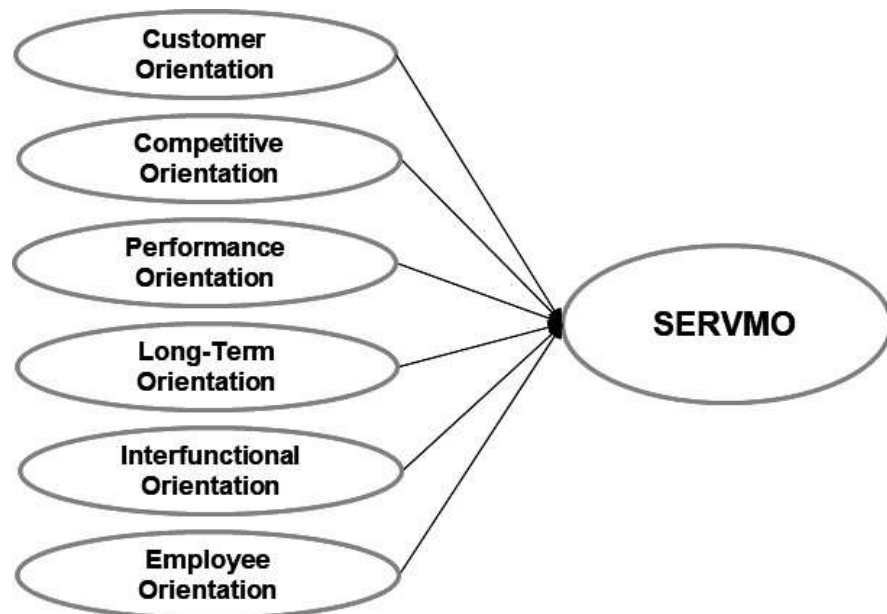 Customer
Orientation
Competitive
Orientation
Performance
Orientation
Long-Term
Orientation
Interfunctional
Orientation
Employee
Orientation
SERVMO